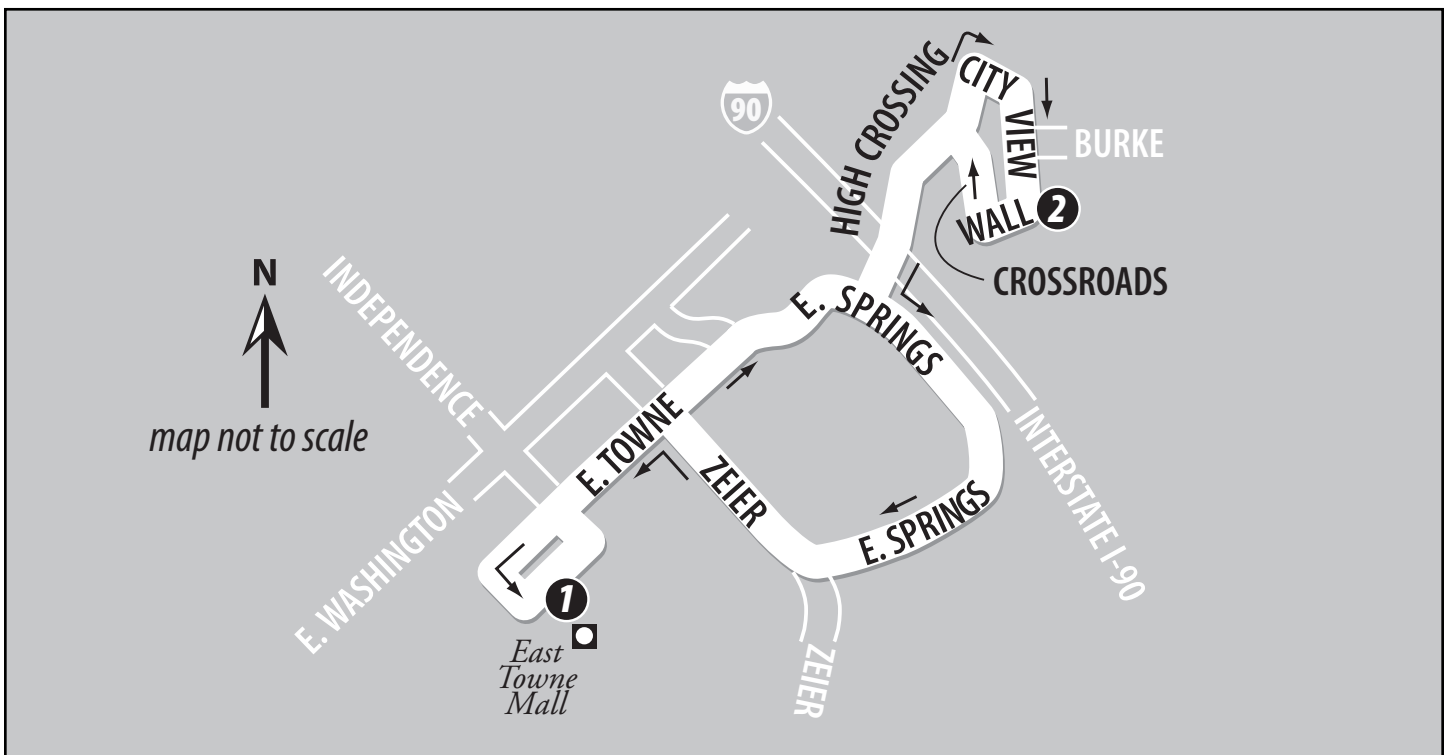 HIGH CROSSING
CITY
VIEW
90
BURKE
WALL
2
CROSSROADS
N
map not to scale
INDEPENDENCE
E. SPRINGS
E. TOWNE
ZEIER
E. SPRINGS
INTERSTATE I-90
E. WASHINGTON
1
East
Towne
Mall
ZEIER